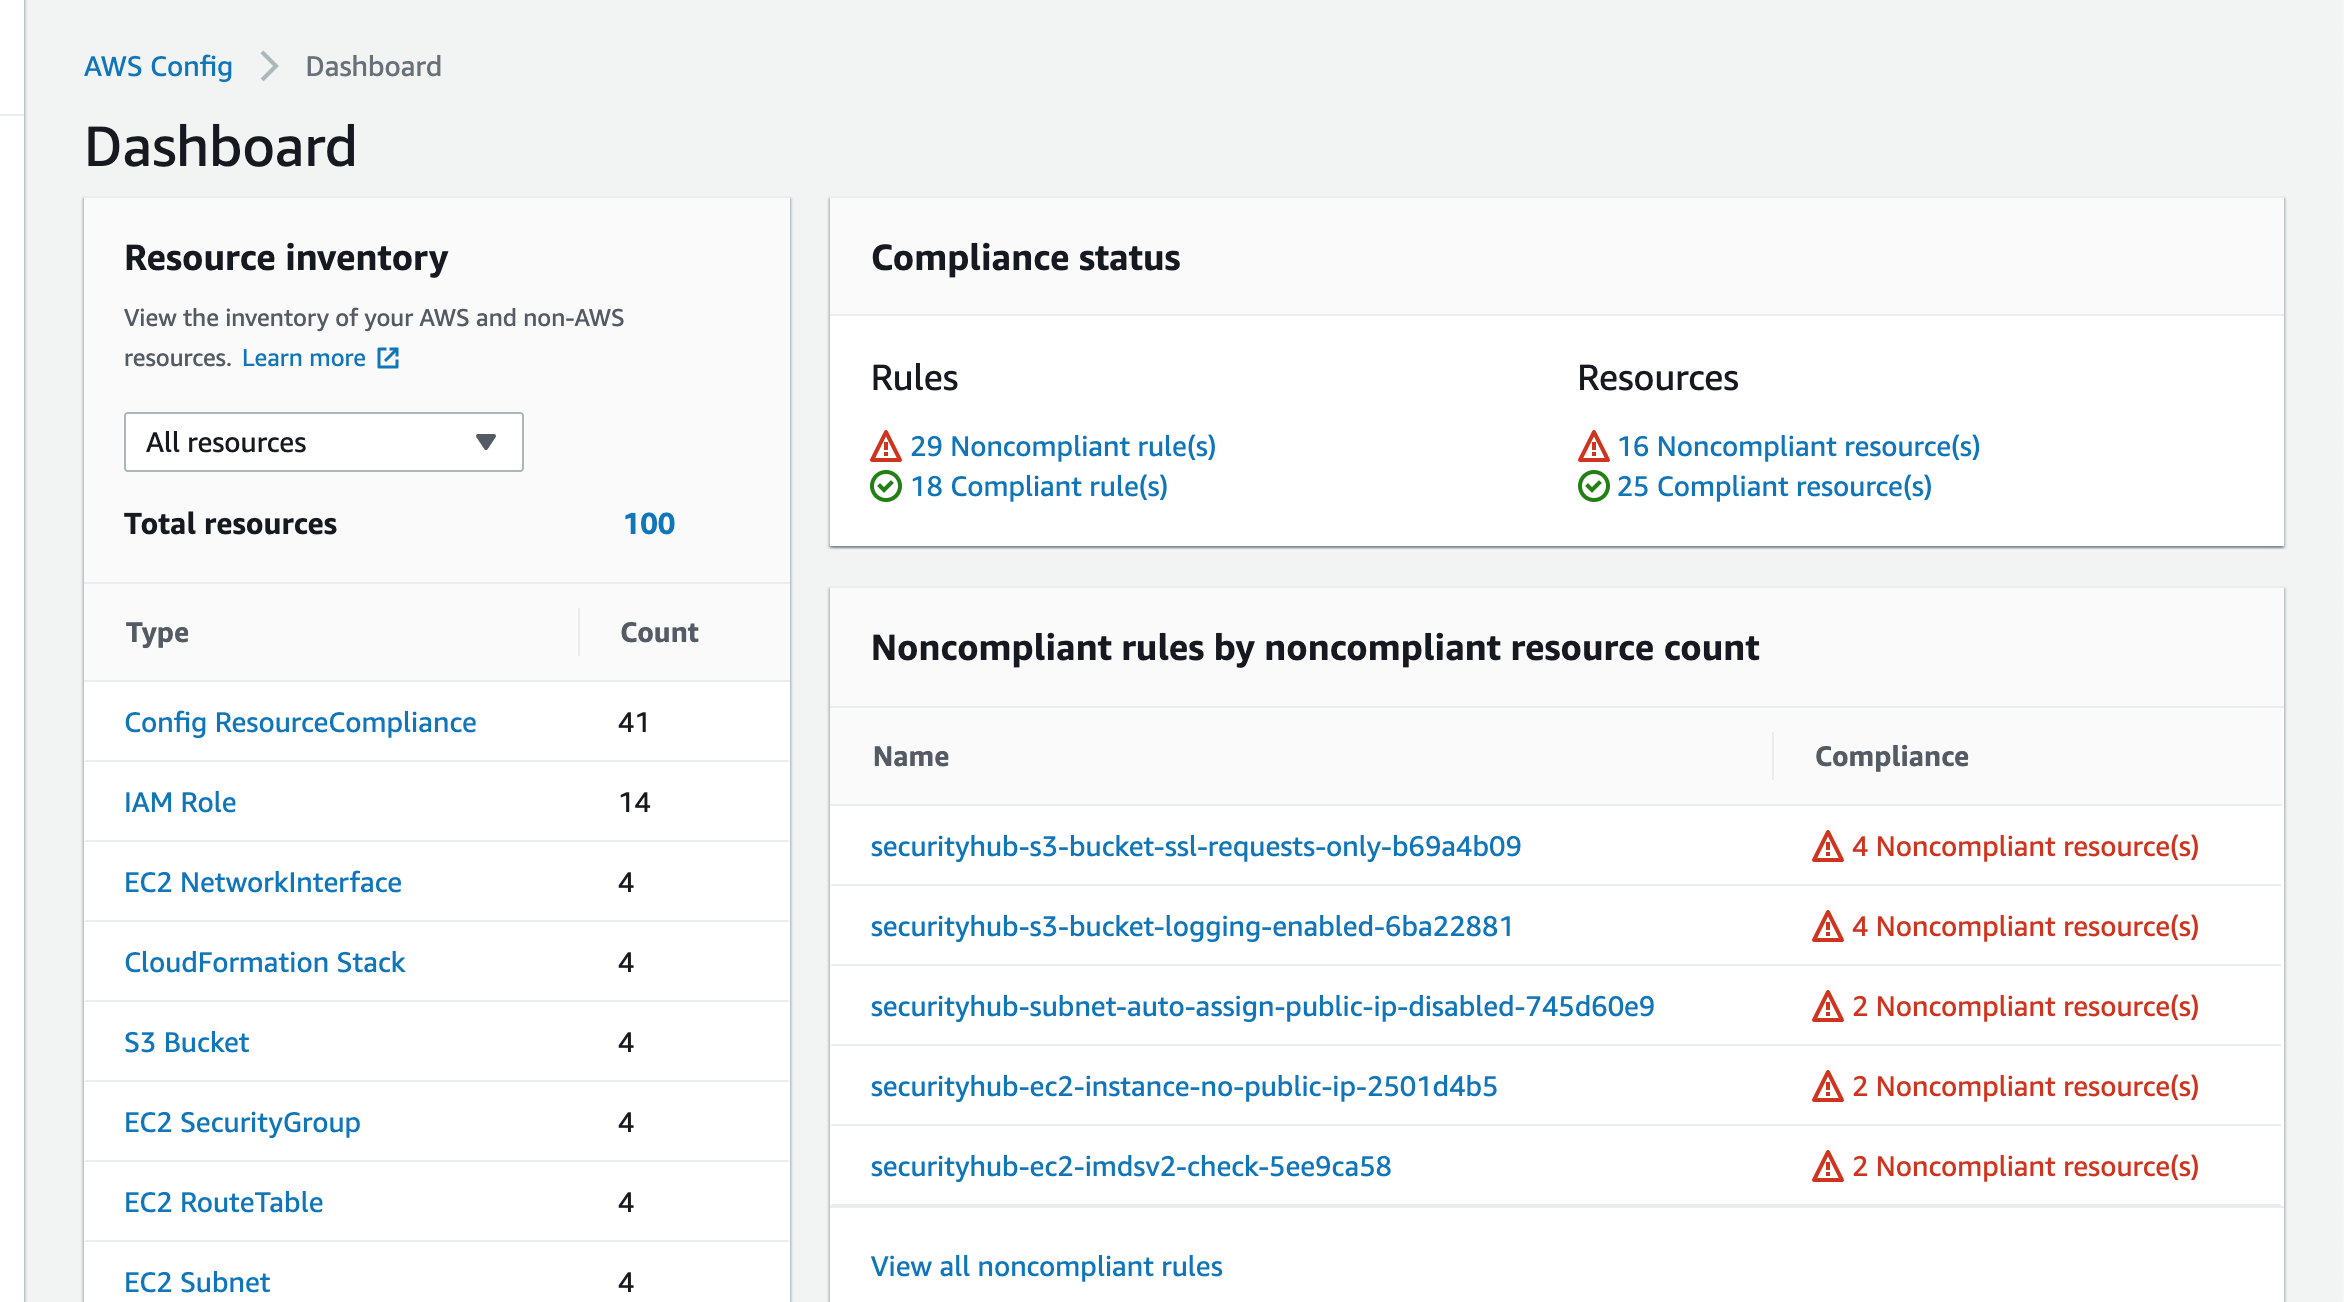 AWS Config > Dashboard
Dashboard
Resource inventory
View the inventory of your AWS and non-AWS
resources. Learn more
All resources
Total resources 100
Type Count
Config ResourceCompliance 41
IAM Role 14
EC2 NetworkInterface 4
CloudFormation Stack 4
S3 Bucket 4
EC2 SecurityGroup 4
EC2 RouteTable 4
EC2 Subnet 4
Compliance status
Rules
29 Noncompliant rule(s)
18 Compliant rule(s)
Resources
16 Noncompliant resource(s)
25 Compliant resource(s)
Noncompliant rules by noncompliant resource count
Name Compliance
securityhub-s3-bucket-ssl-requests-only-b69a4b09 4 Noncompliant resource(s)
securityhub-s3-bucket-logging-enabled-6ba22881 4 Noncompliant resource(s)
securityhub-subnet-auto-assign-public-ip-disabled-745d60e9 2 Noncompliant resource(s)
securityhub-ec2-instance-no-public-ip-2501d4b5 2 Noncompliant resource(s)
securityhub-ec2-imdsv2-check-5ee9ca58 2 Noncompliant resource(s)
View all noncompliant rules